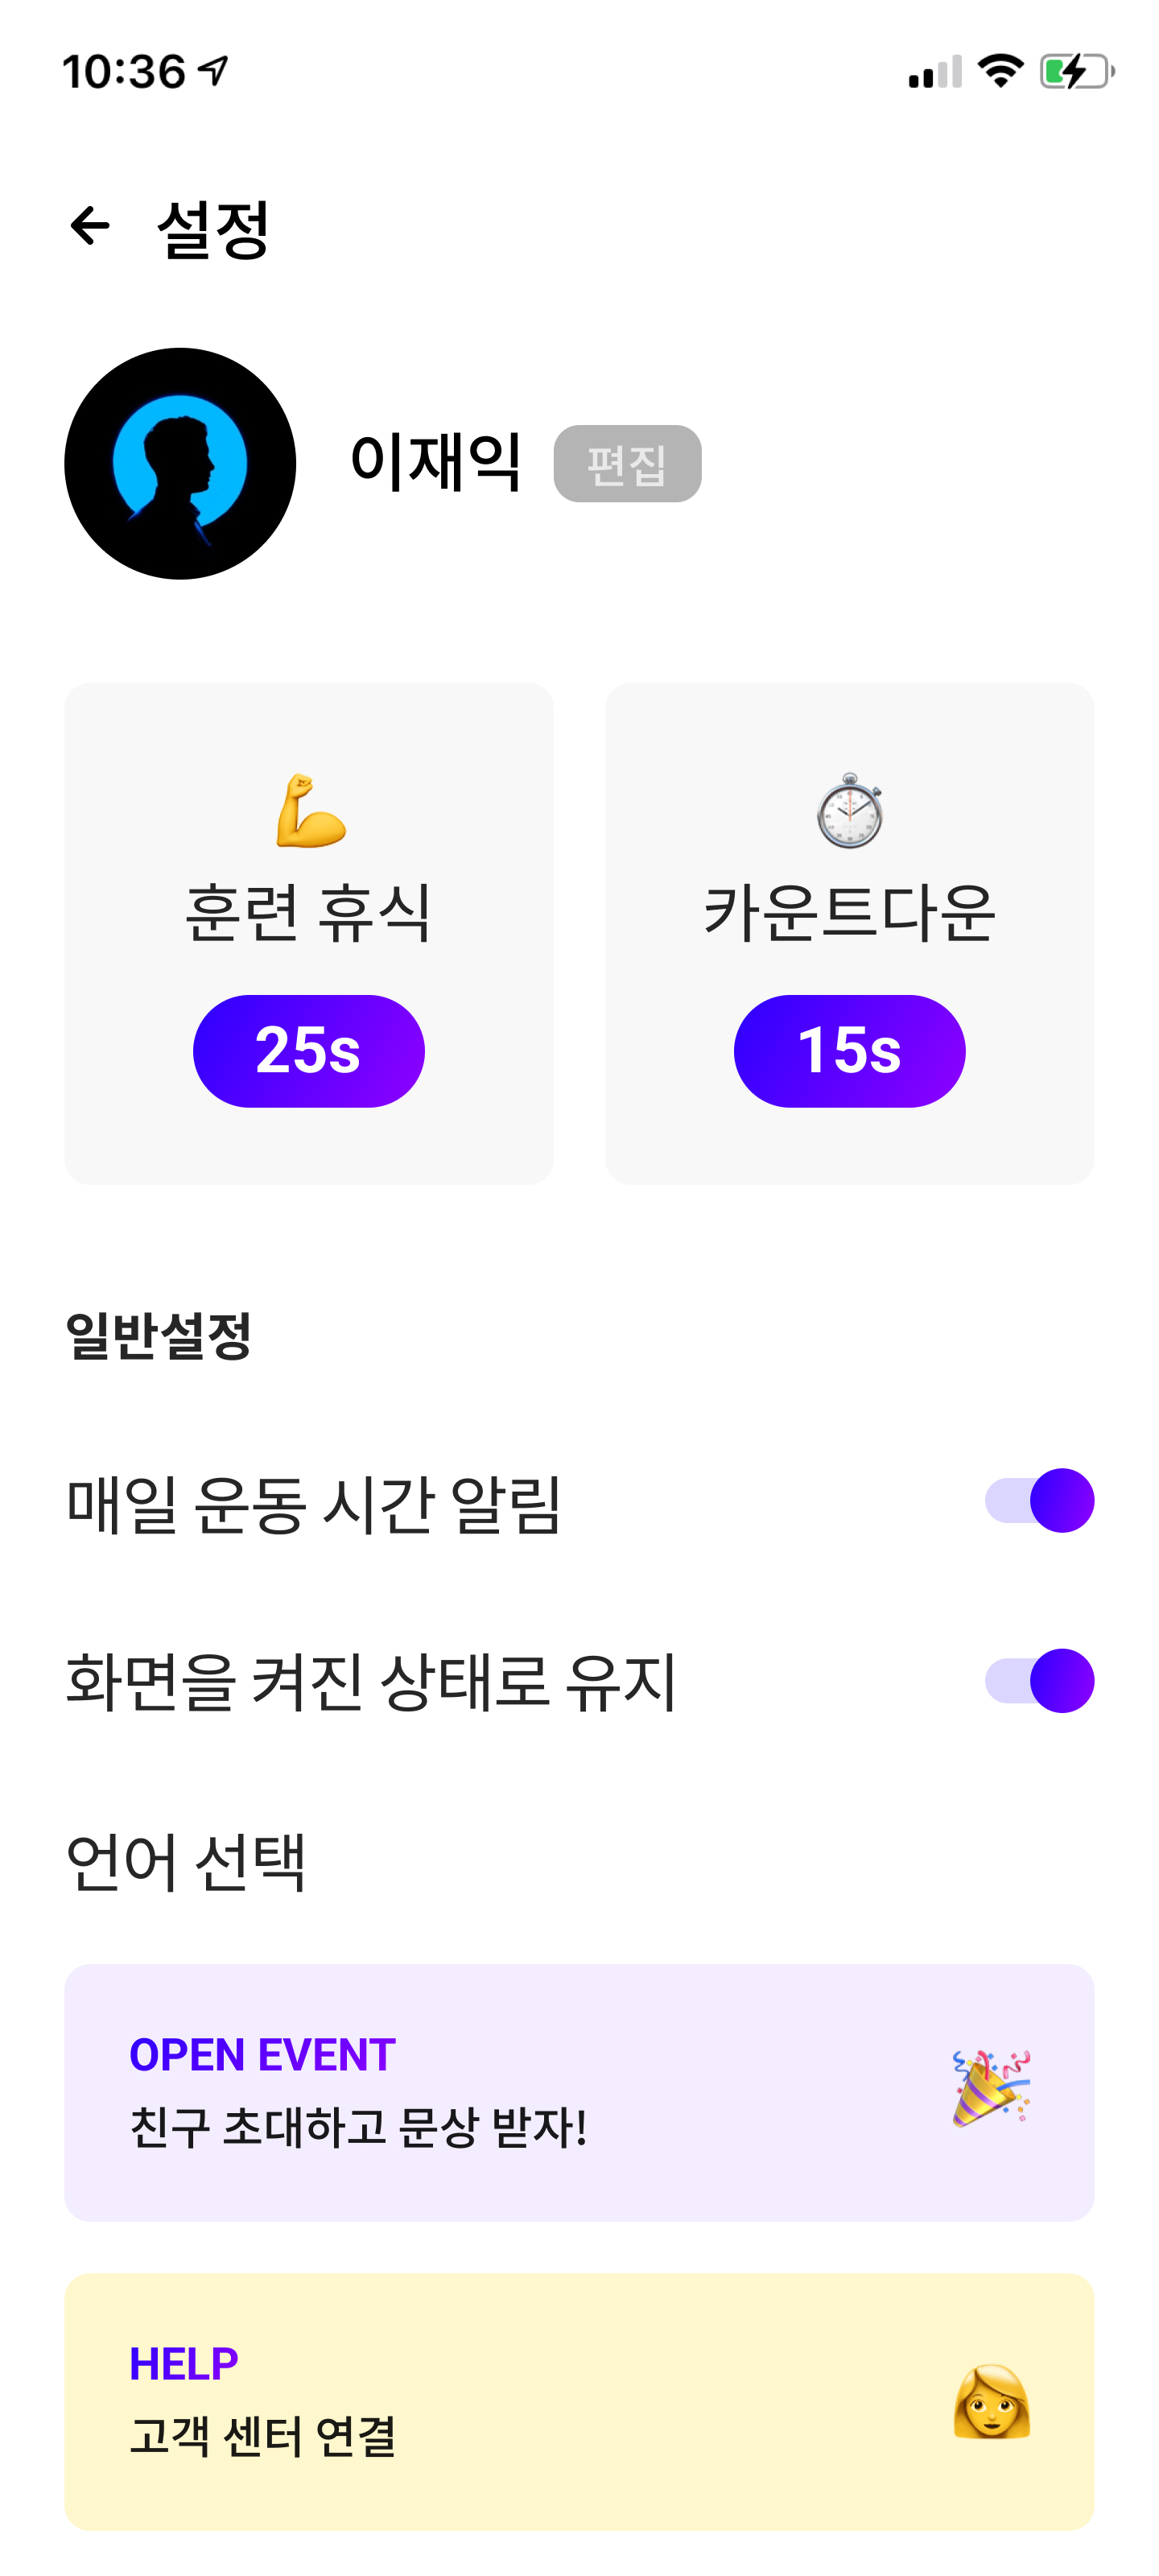 10:36
설정
이재익 편집
훈련 휴식
25s
카운트다운
15s
일반설정
매일 운동 시간 알림
화면을 켜진 상태로 유지
언어 선택
OPEN EVENT
친구 초대하고 문상 받자!
HELP
고객 센터 연결